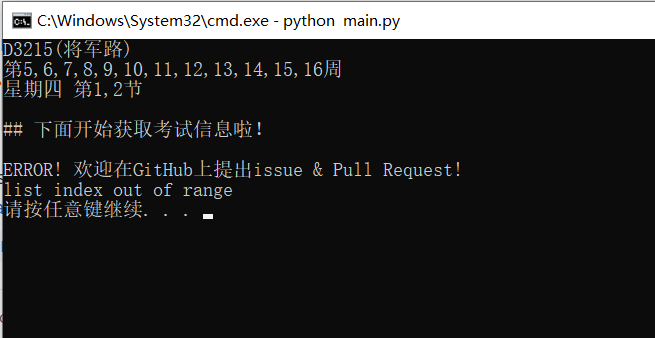 C:\Windows\System32\cmd.exe - python  main.py
D3215(将军路)
第5,6,7,8,9,10,11,12,13,14,15,16周
星期四 第1,2节
## 下面开始获取考试信息啦！
ERROR! 欢迎在GitHub上提出issue & Pull Request!
list index out of range
请按任意键继续. . .